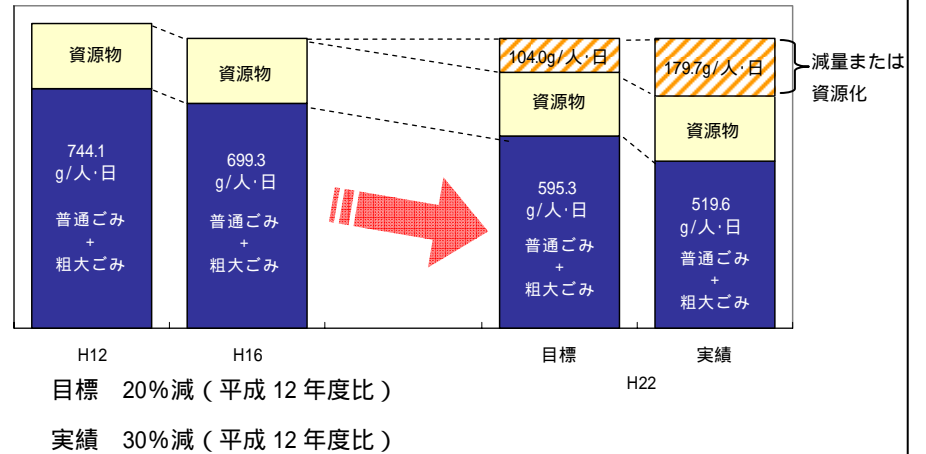 資源物
744.1
g/人･日
普通ごみ
+
粗大ごみ
資源物
699.3
g/人･日
普通ごみ
+
粗大ごみ
104.0g/人･日
資源物
595.3
g/人･日
普通ごみ
+
粗大ごみ
179.7g/人･日
資源物
519.6
g/人･日
普通ごみ
+
粗大ごみ
減量または
資源化
H12
H16
目標
実績
H22
目標 20%減（平成 12 年度比）
実績 30%減（平成 12 年度比）